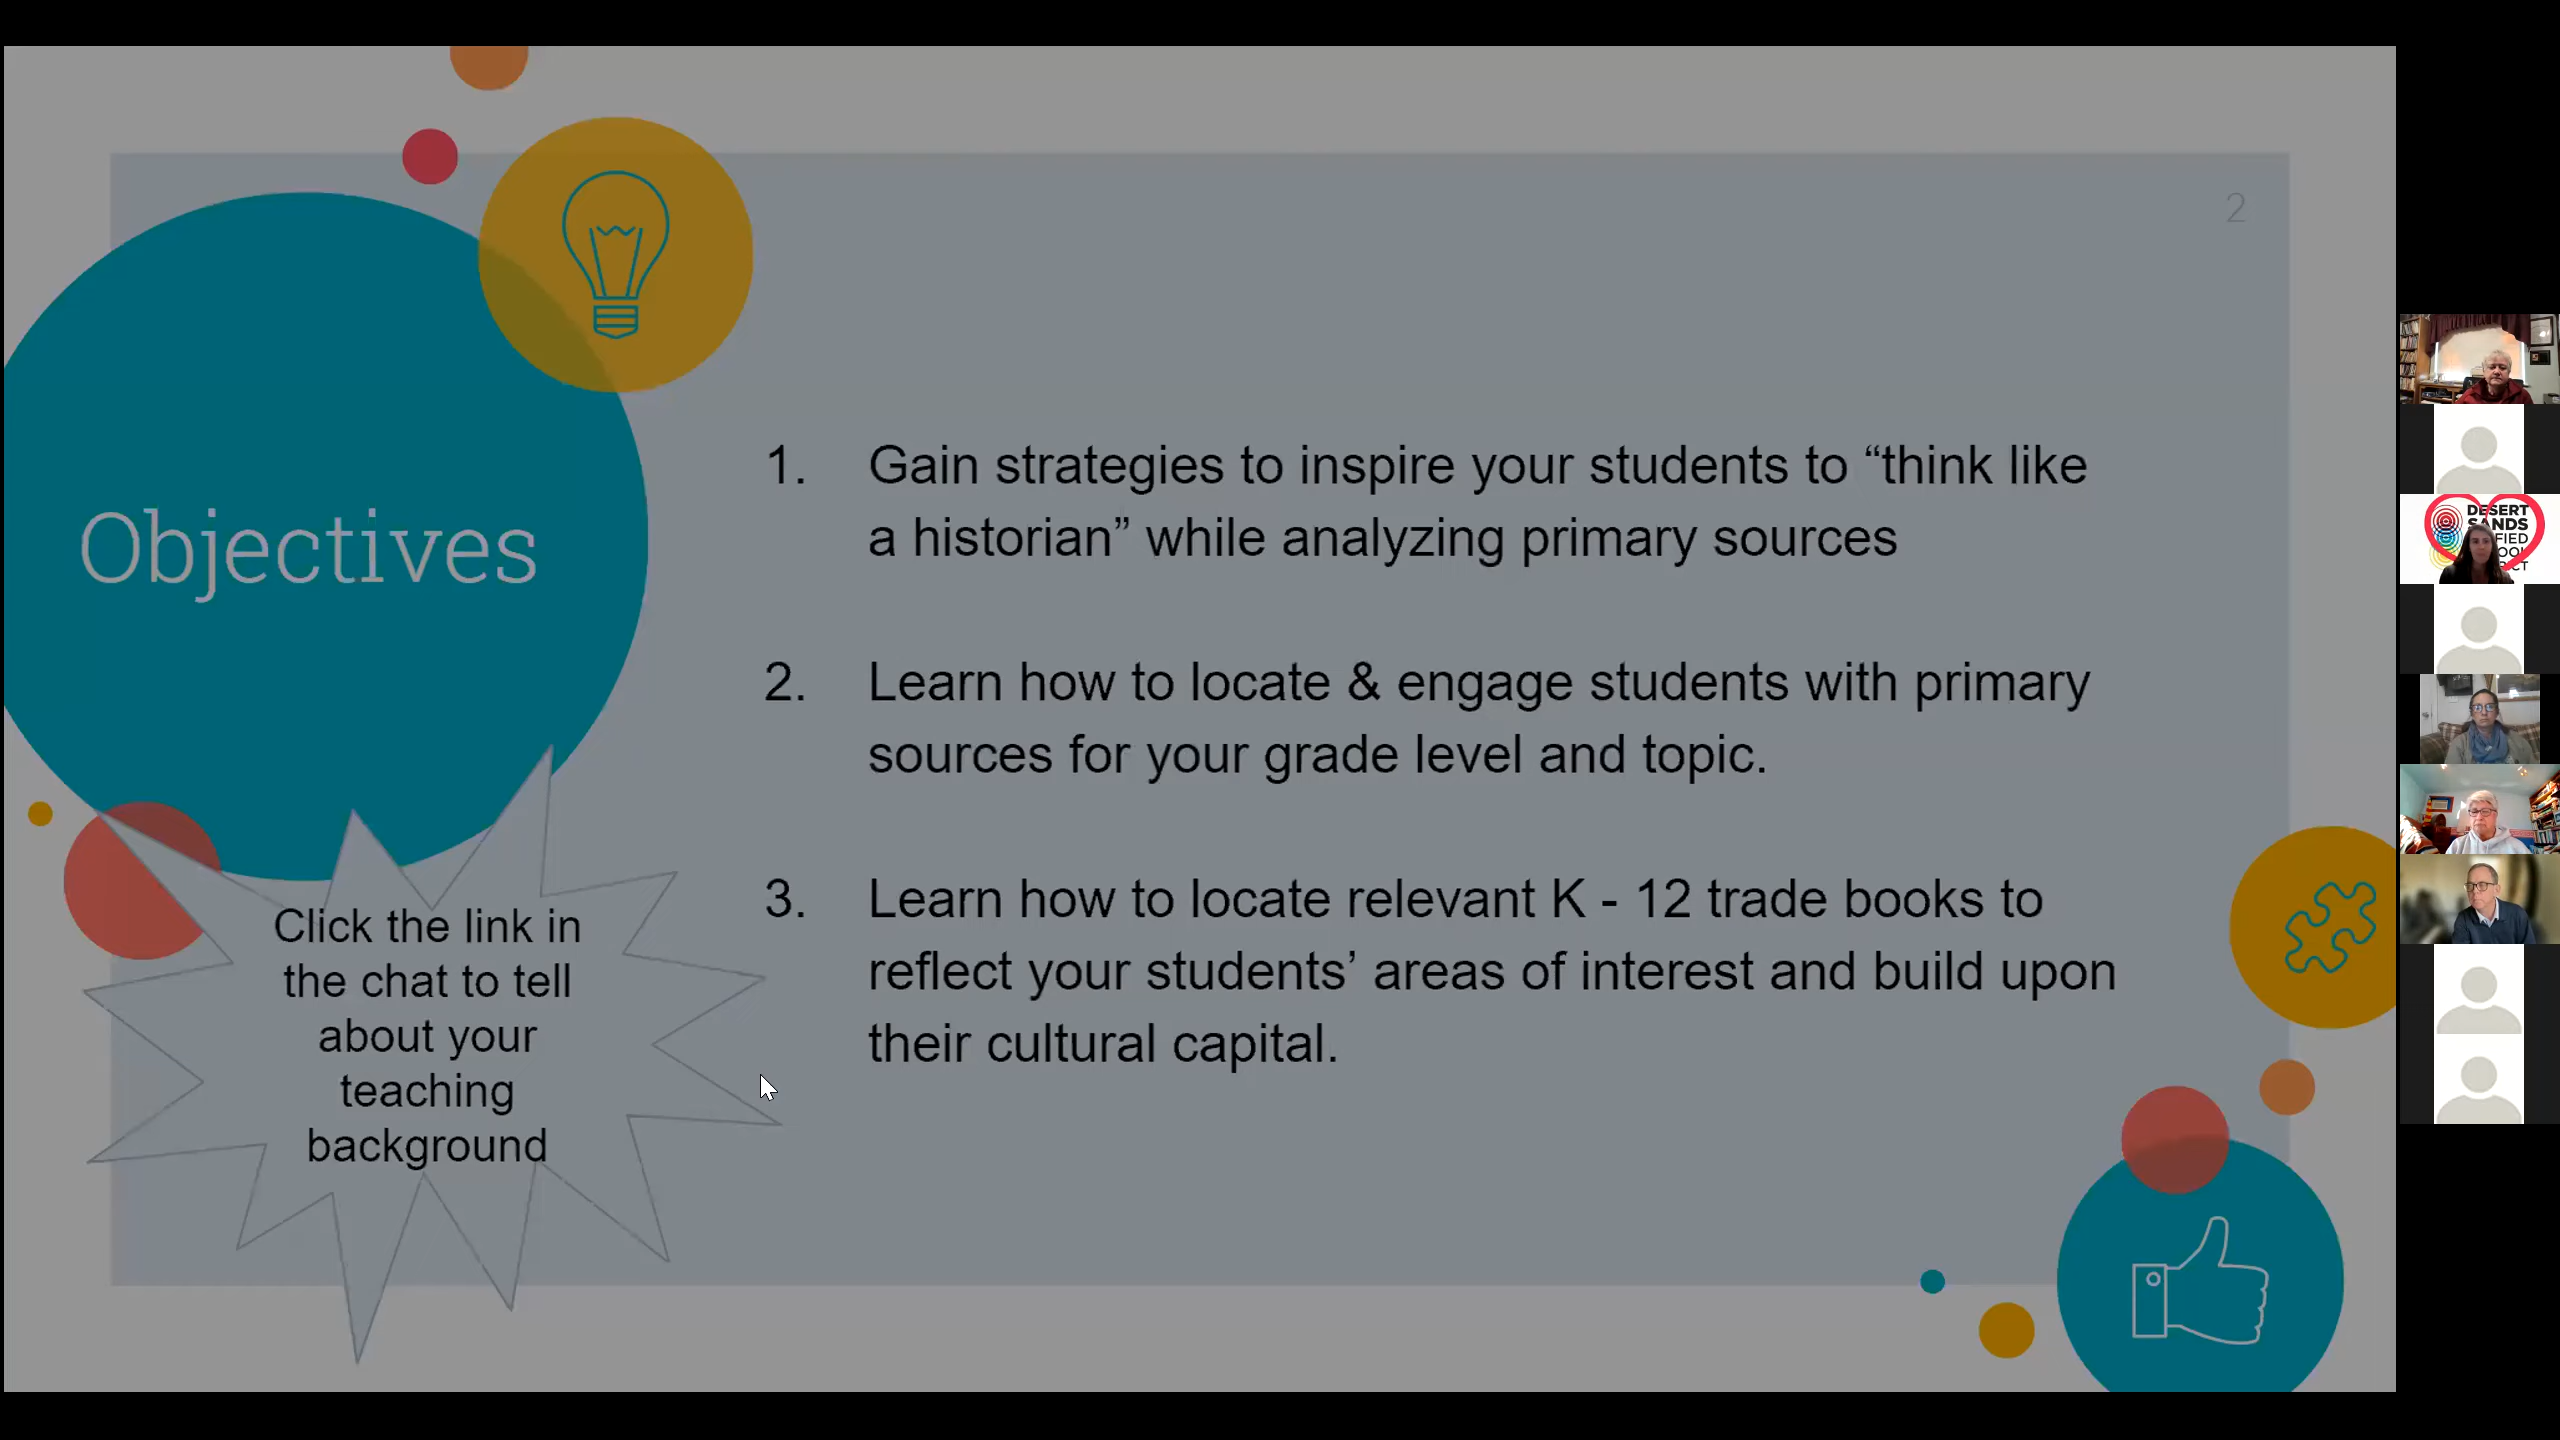 2
Objectives
1. Gain strategies to inspire your students to “think like
a historian” while analyzing primary sources
2. Learn how to locate & engage students with primary
sources for your grade level and topic.
3. Learn how to locate relevant K - 12 trade books to
reflect your students’ areas of interest and build upon
their cultural capital.
Click the link in
the chat to tell
about your
teaching
background
DESERT
SANDS